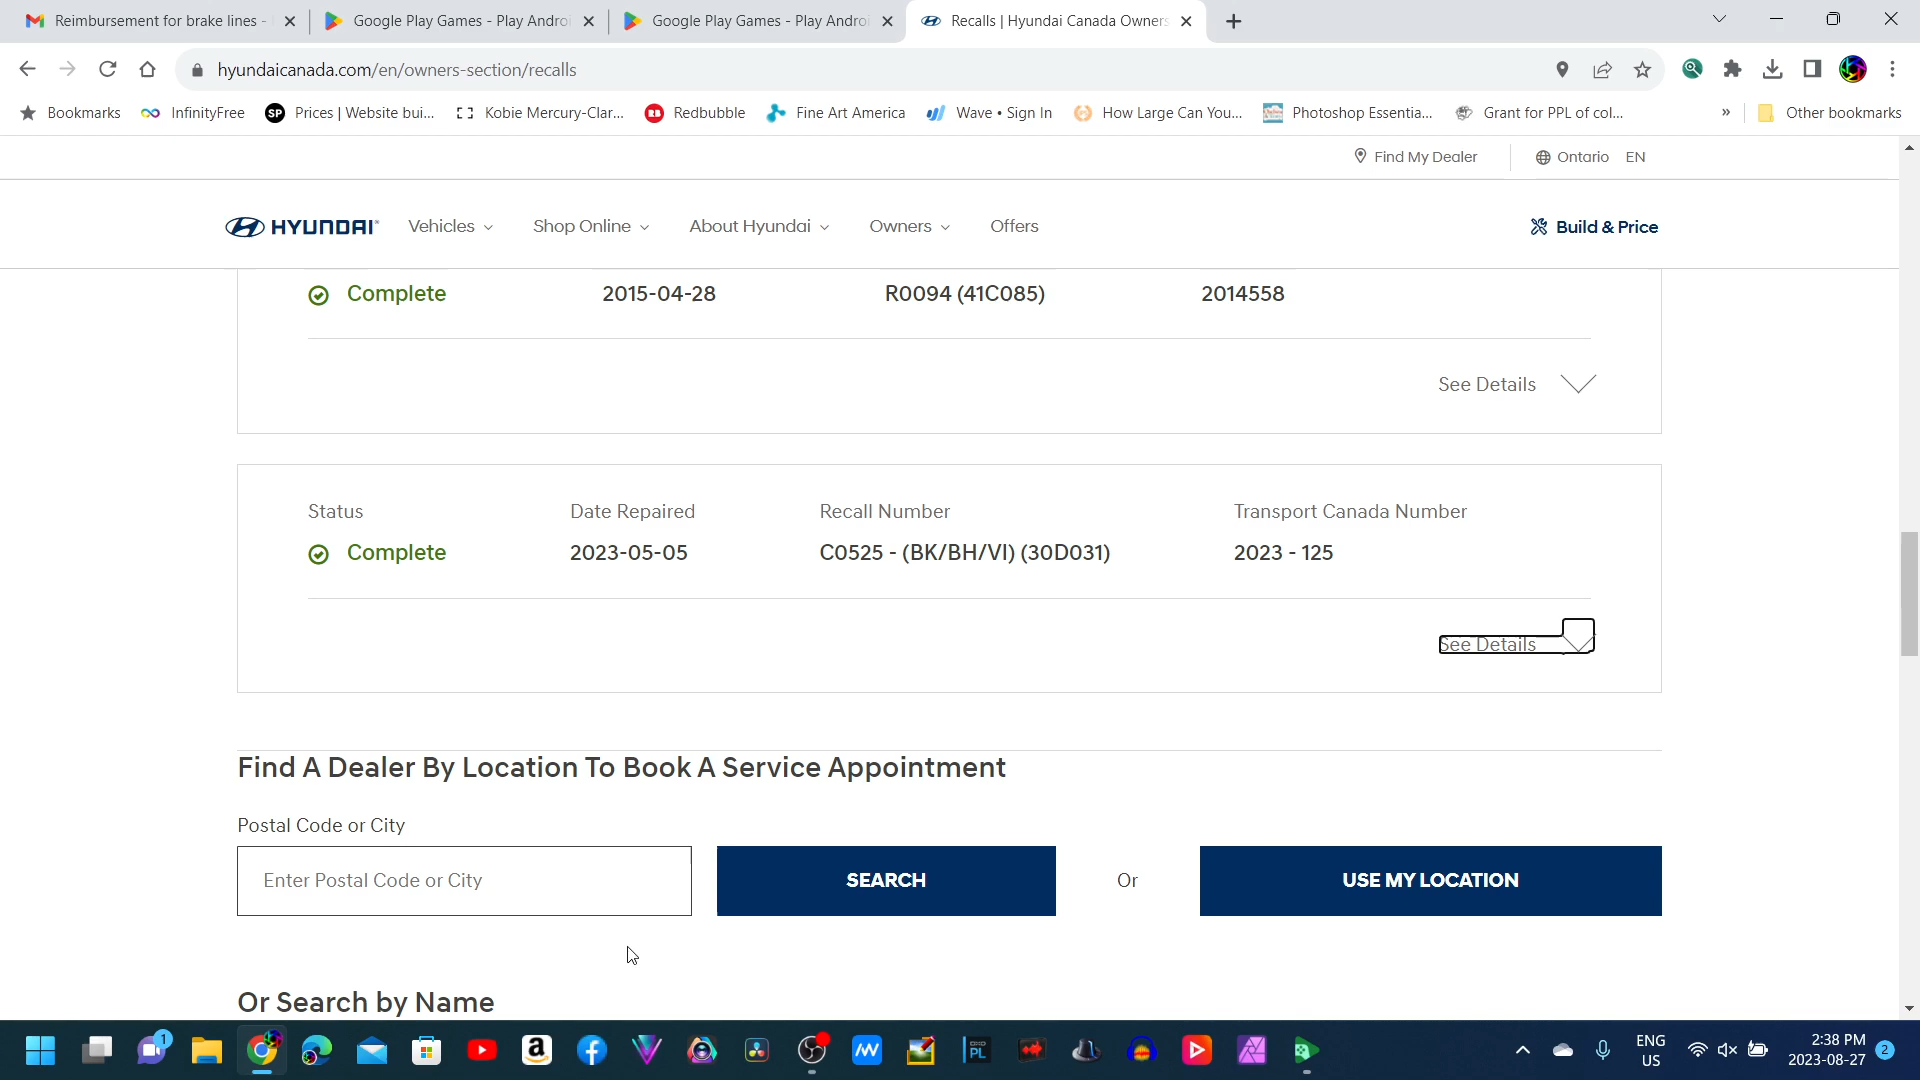 Reimbursement for brake lines -
Google Play Games - Play Androi
Google Play Games - Play Androi
Recalls | Hyundai Canada Owners
hyundaicanada.com/en/owners-section/recalls
Bookmarks InfinityFree SP Prices | Website bui... Kobie Mercury-Clar... Redbubble Fine Art America Wave • Sign In How Large Can You... Photoshop Essentia... Grant for PPL of col... » Other bookmarks
Find My Dealer Ontario EN
HYUNDAI Vehicles Shop Online About Hyundai Owners Offers Build & Price
Complete 2015-04-28 R0094 (41C085) 2014558
See Details
Status Date Repaired Recall Number Transport Canada Number
Complete 2023-05-05 C0525 - (BK/BH/VI) (30D031) 2023 - 125
See Details
Find A Dealer By Location To Book A Service Appointment
Postal Code or City
Enter Postal Code or City SEARCH Or USE MY LOCATION
Or Search by Name
1
PL
ENG
US
2:38 PM
2023-08-27
2